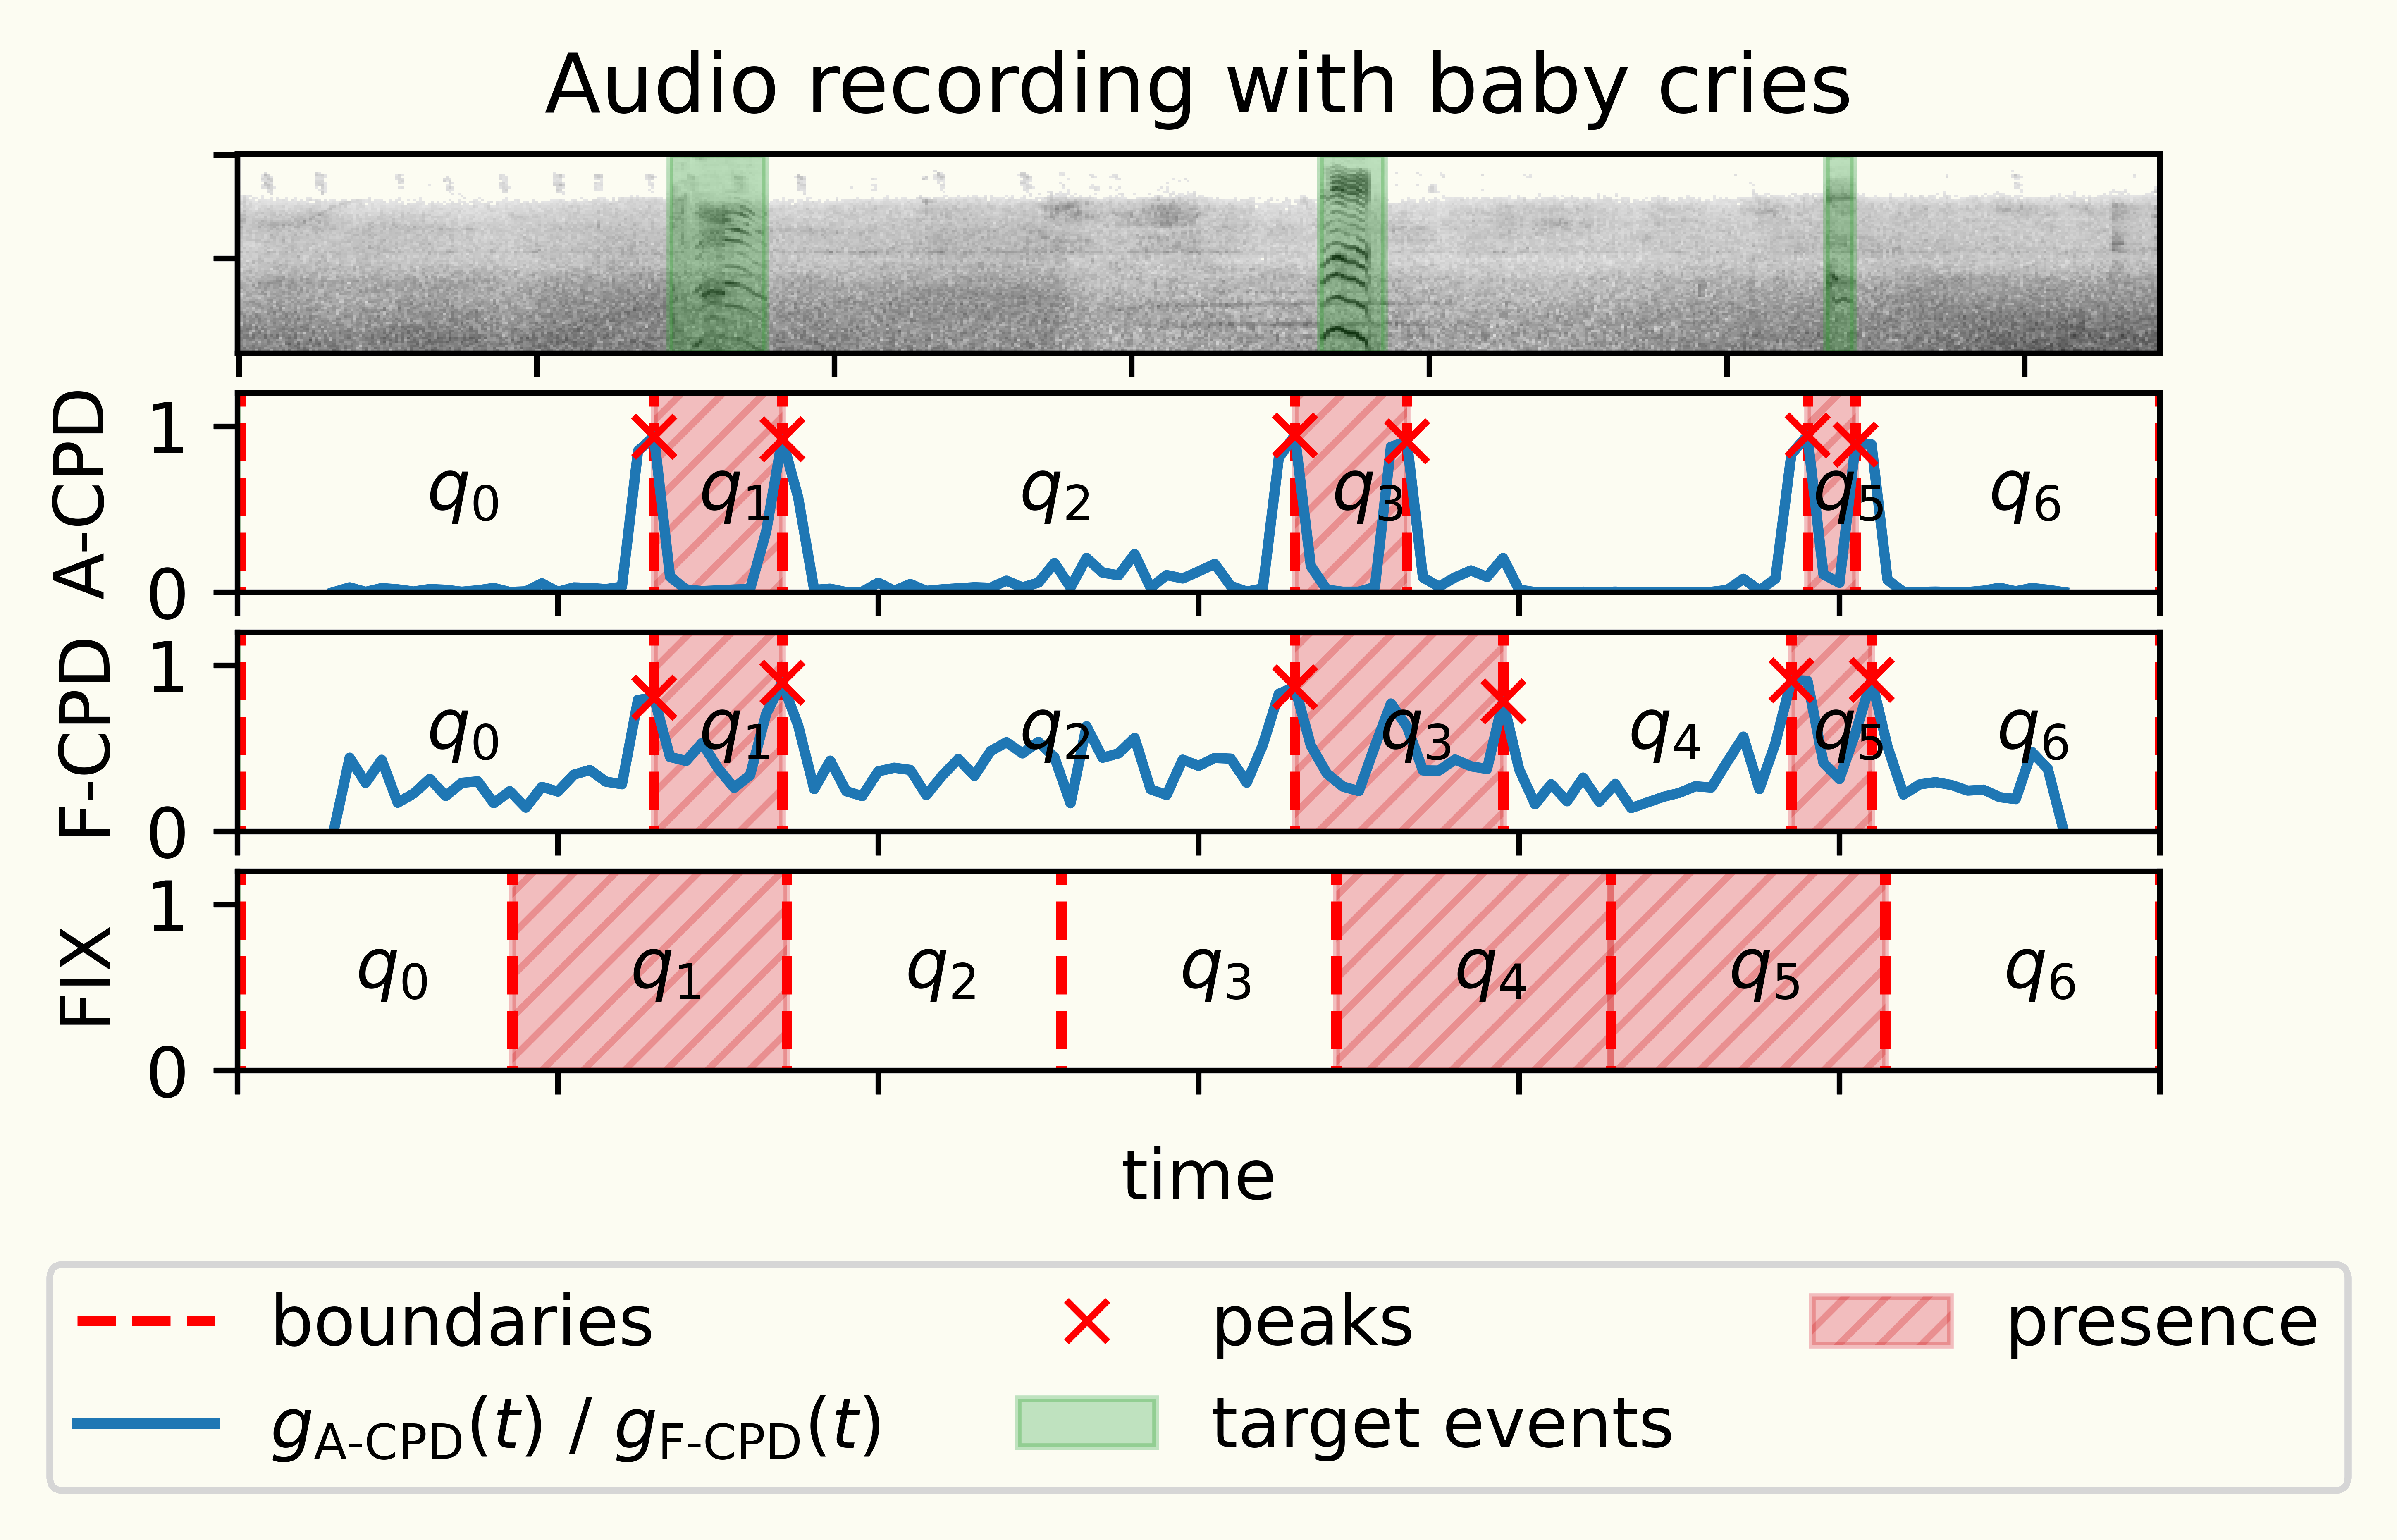 Audio recording with baby cries
A-CPD
1
0
q0 q1 q2 q3 q5 q6
F-CPD
1
0
q0 q1 q2 q3 q4 q5 q6
FIX
1
0
q0 q1 q2 q3 q4 q5 q6
time
boundaries
peaks
presence
gA-CPD(t) / gF-CPD(t)
target events